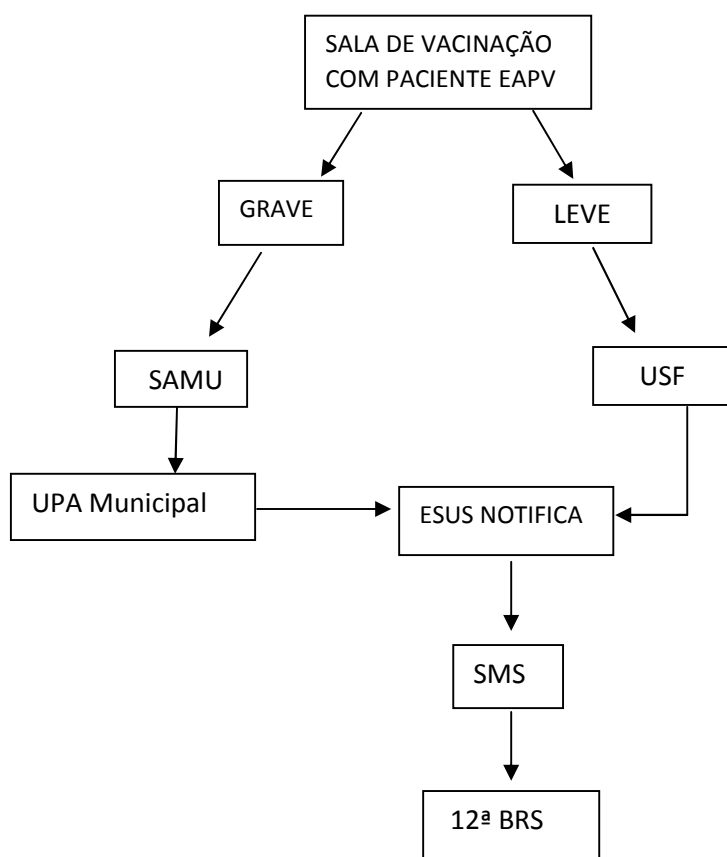 SALA DE VACINAÇÃO
COM PACIENTE EAPV
GRAVE
LEVE
SAMU
USF
UPA Municipal
ESUS NOTIFICA
SMS
12ª BRS